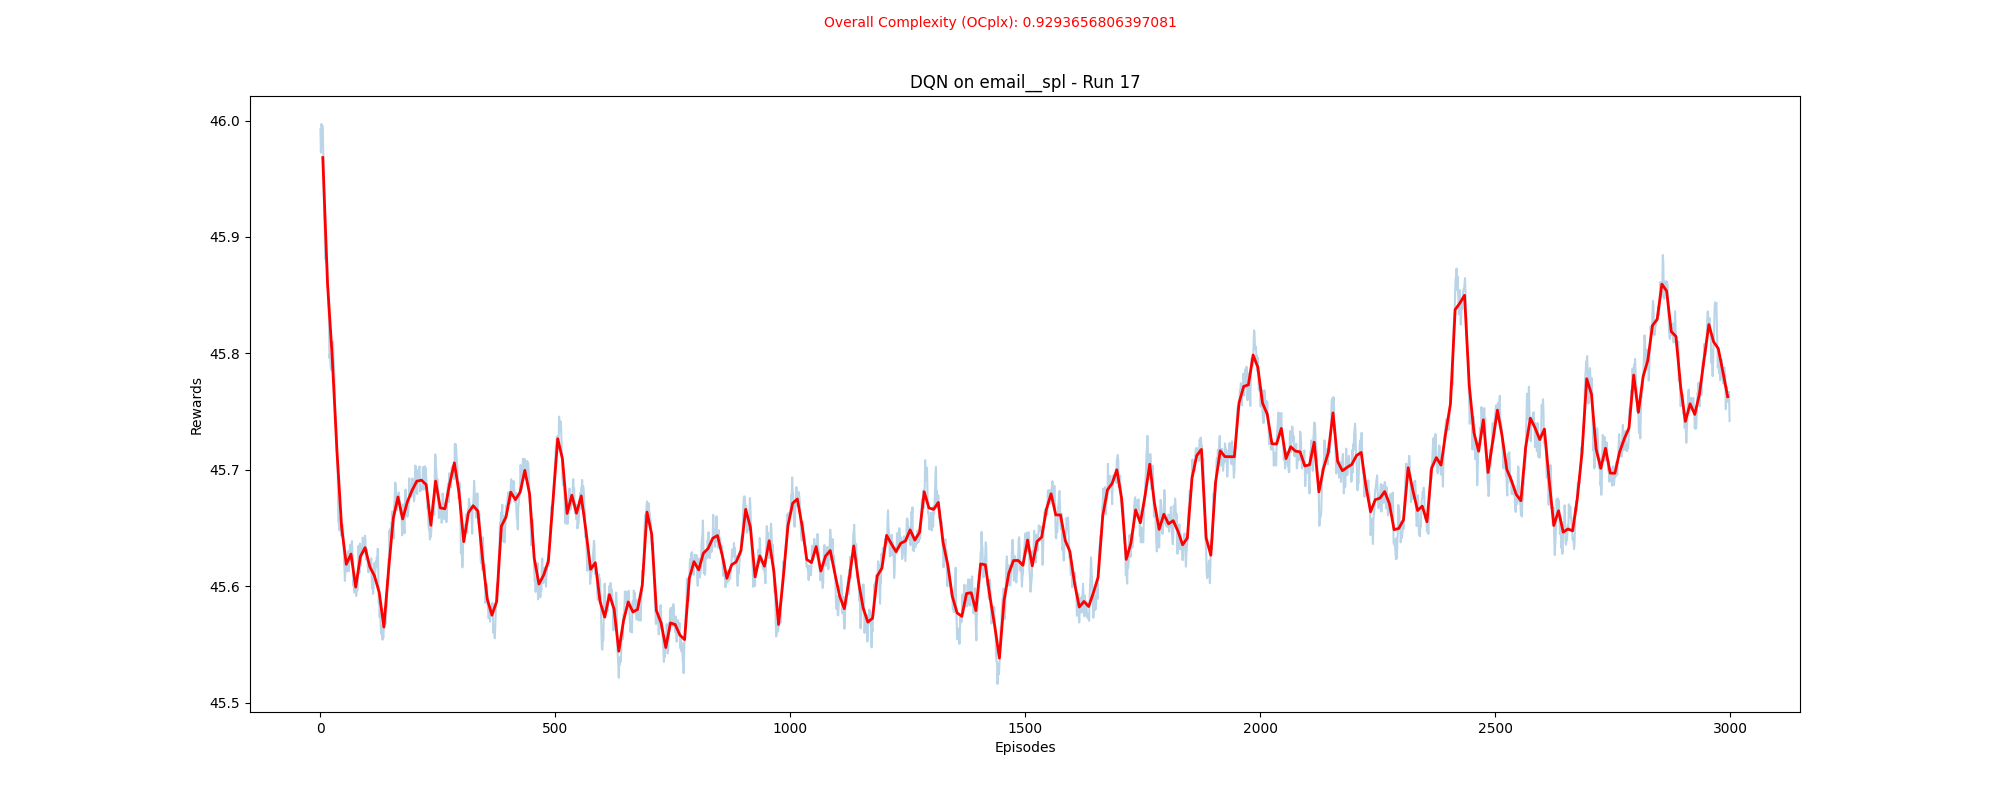 Overall Complexity (OCplx): 0.9293656806397081
DQN on email__spl - Run 17
46.0
45.9
45.8
45.7
45.6
45.5
Rewards
0 500 1000 1500 2000 2500 3000
Episodes